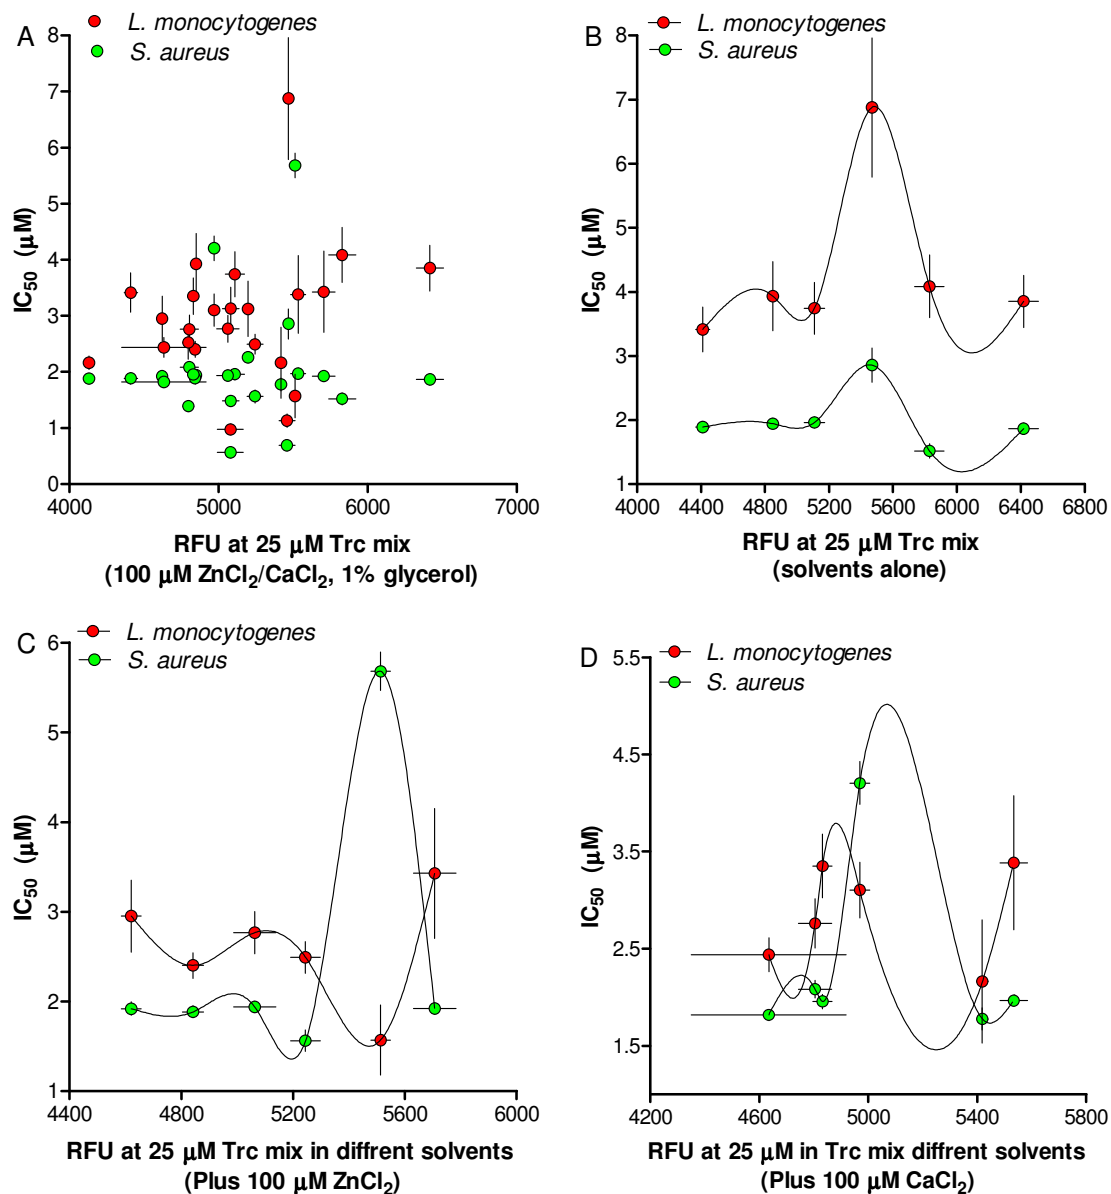 A
L. monocytogenes
S. aureus
8
7
6
5
4
3
2
1
0
IC50 (μM)
4000 5000 6000 7000
RFU at 25 μM Trc mix
(100 μM ZnCl2/CaCl2, 1% glycerol)
B
L. monocytogenes
S. aureus
8
7
6
5
4
3
2
1
IC50 (μM)
4000 4400 4800 5200 5600 6000 6400 6800
RFU at 25 μM Trc mix
(solvents alone)
C
L. monocytogenes
S. aureus
6
5
4
3
2
1
IC50 (μM)
4400 4800 5200 5600 6000
RFU at 25 μM Trc mix in diffrent solvents
(Plus 100 μM ZnCl2)
D
L. monocytogenes
S. aureus
5.5
4.5
3.5
2.5
1.5
IC50 (μM)
4200 4600 5000 5400 5800
RFU at 25 μM in Trc mix diffrent solvents
(Plus 100 μM CaCl2)